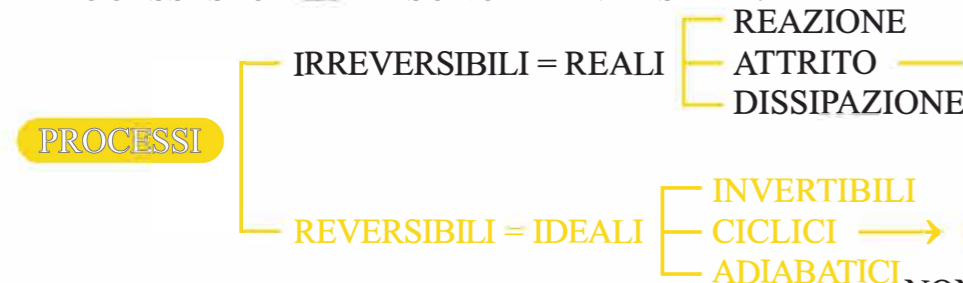 REAZIONE
IRREVERSIBILI = REALI
ATTRITO
DISSIPAZIONE
PROCESSI
INVERTIBILI
REVERSIBILI = IDEALI
CICLICI
ADIABATICI